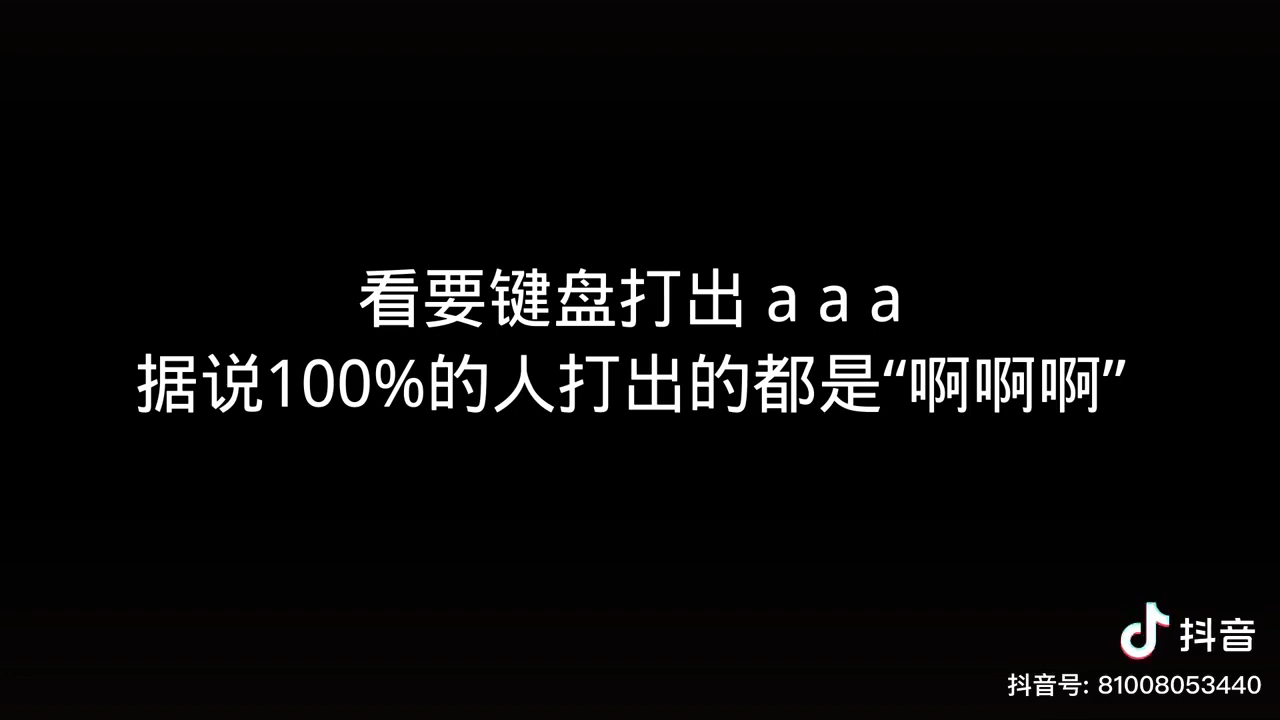 看要键盘打出 a a a
据说100%的人打出的都是“啊啊啊”
抖音
抖音号: 81008053440